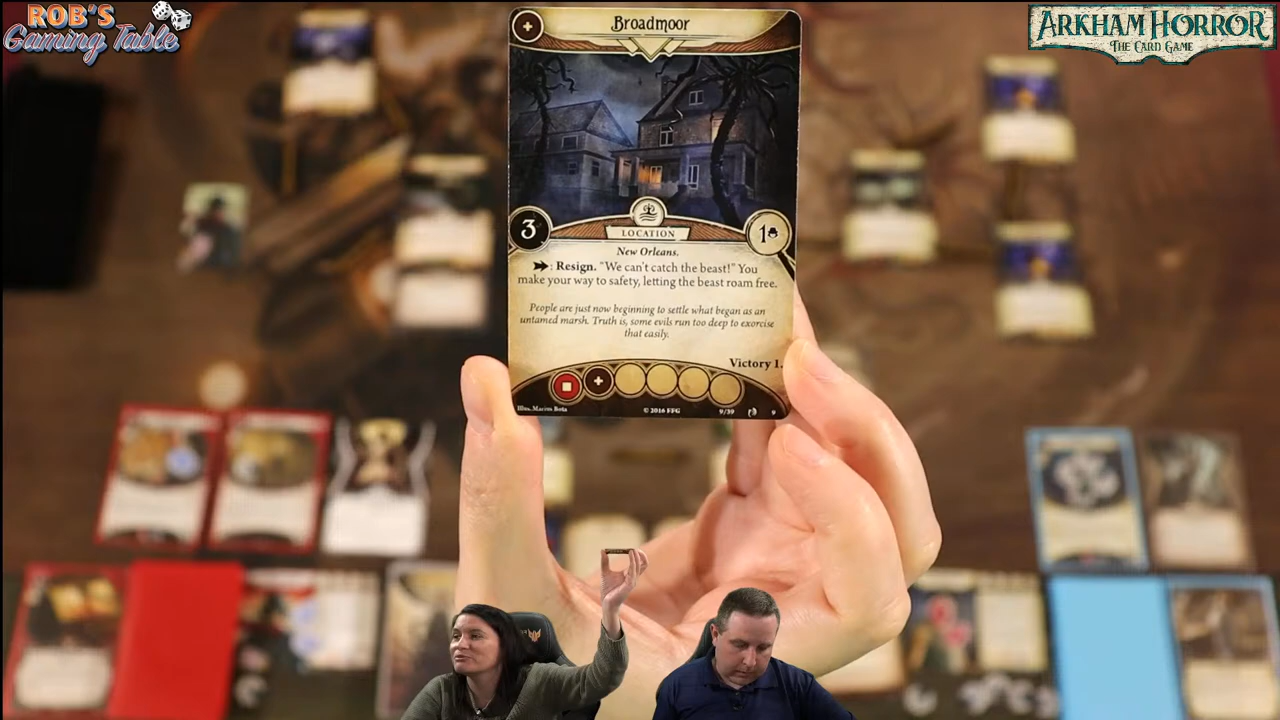 ROB'S
Gaming Table
ARKHAM HORROR
THE CARD GAME
Broadmoor
3
LOCATION
1
New Orleans.
: Resign. "We can't catch the beast!" You
make your way to safety, letting the beast roam free.
People are just now beginning to settle what began as an
untamed marsh. Truth is, some evils run too deep to exorcise
that easily.
Victory 1.
Illus. Marcos Bota
© 2016 FFG
9/39
9